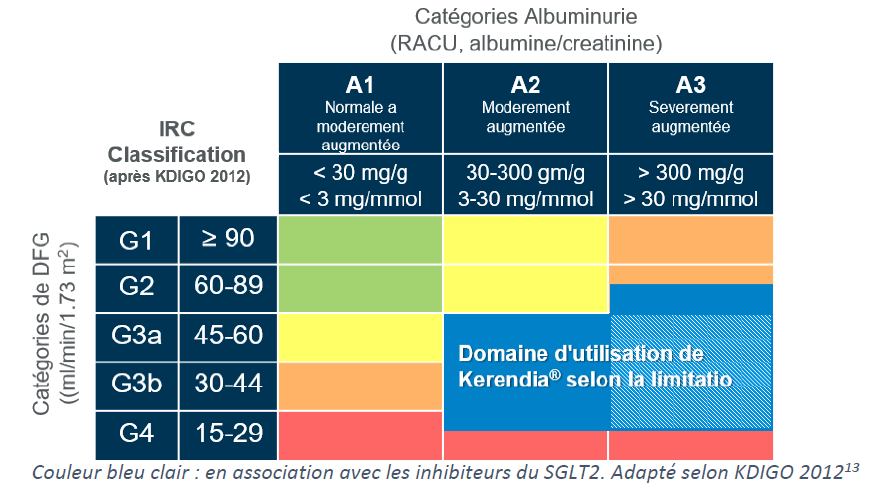 Catégories Albuminurie
(RACU, albumine/creatinine)
IRC
Classification
(après KDIGO 2012)
A1
Normale a
moderement
augmentée
A2
Moderement
augmentée
A3
Severement
augmentée
< 30 mg/g
< 3 mg/mmol
30-300 gm/g
3-30 mg/mmol
> 300 mg/g
> 30 mg/mmol
Catégories de DFG
((ml/min/1.73 m²)
G1 ≥ 90
G2 60-89
G3a 45-60
G3b 30-44
G4 15-29
Domaine d'utilisation de
Kerendia® selon la limitatio
Couleur bleu clair : en association avec les inhibiteurs du SGLT2. Adapté selon KDIGO 2012¹³